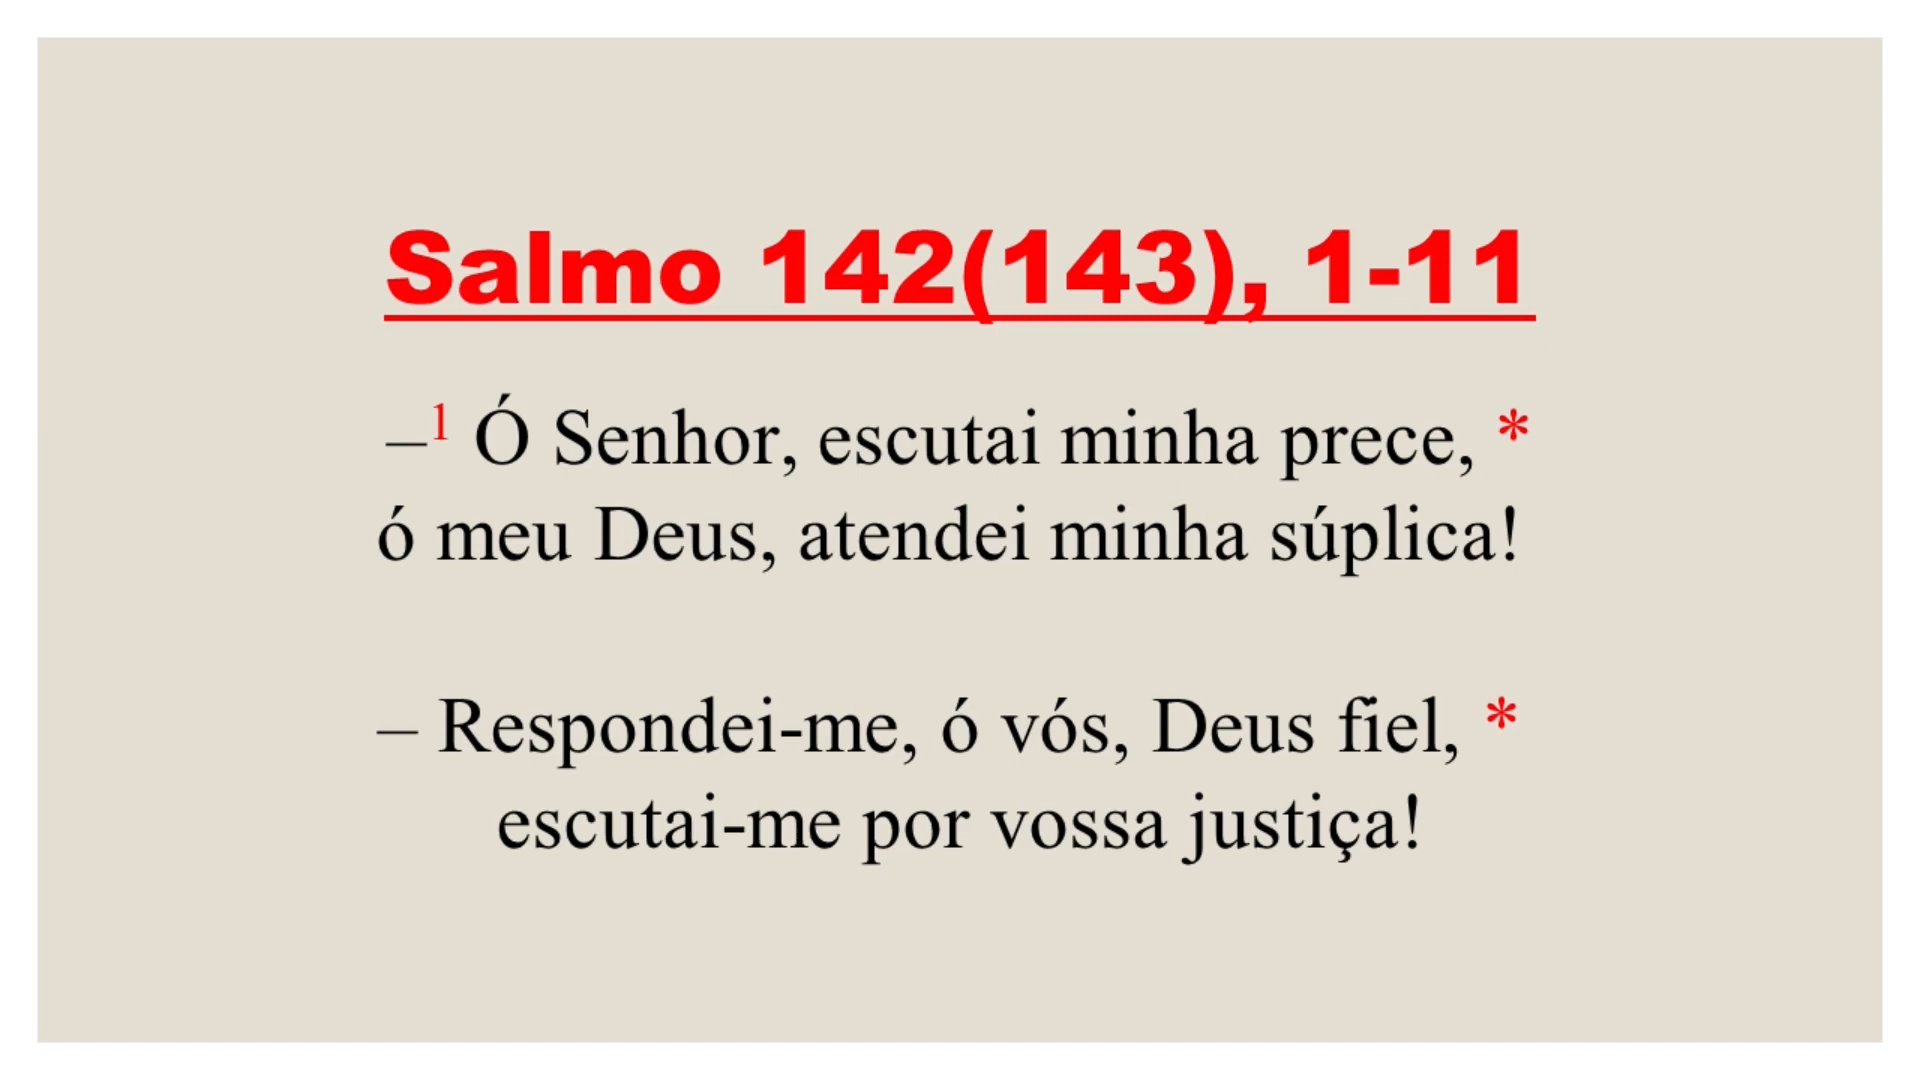 Salmo 142(143), 1-11
–¹ Ó Senhor, escutai minha prece, *
ó meu Deus, atendei minha súplica!
– Respondei-me, ó vós, Deus fiel, *
escutai-me por vossa justiça!